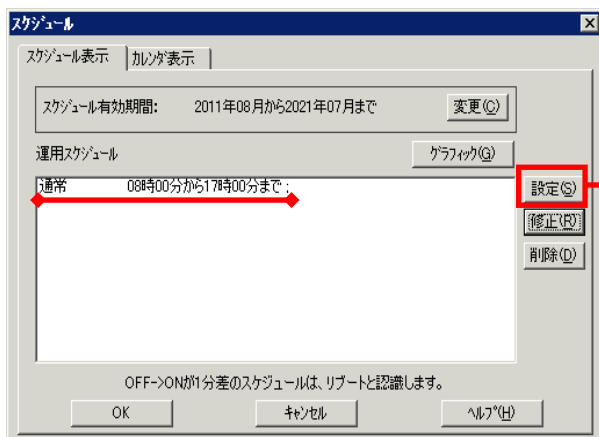 スケジュール
スケジュール表示 カレンダ表示
スケジュール有効期間: 2011年08月から2021年07月まで 変更(C)
運用スケジュール グラフィック(G)
通常 08時00分から17時00分まで;
設定(S)
修正(R)
削除(D)
OFF->ONが1分差のスケジュールは、リブートと認識します。
OK キャンセル ヘルプ(H)